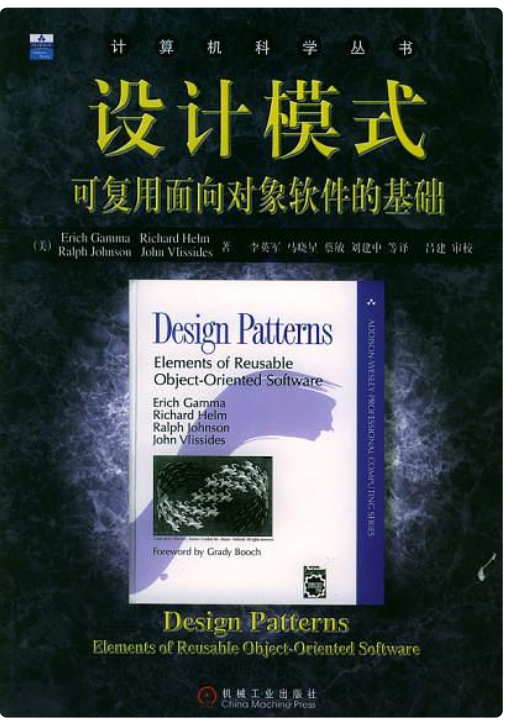 计算机科学丛书
设计模式
可复用面向对象软件的基础
(美) Erich Gamma Richard Helm
Ralph Johnson John Vlissides 著 李英军 马晓星 蔡敏 刘建中 等译 吕建 审校
Design Patterns
Elements of Reusable
Object-Oriented Software
Erich Gamma
Richard Helm
Ralph Johnson
John Vlissides
Foreword by Grady Booch
ADDISON-WESLEY PROFESSIONAL COMPUTING SERIES
Design Patterns
Elements of Reusable Object-Oriented Software
机械工业出版社
China Machine Press